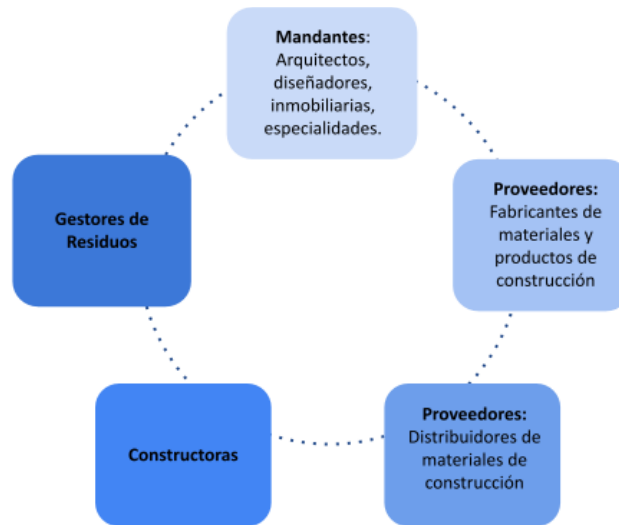 Mandantes:
Arquitectos,
diseñadores,
inmobiliarias,
especialidades.
Proveedores:
Fabricantes de
materiales y
productos de
construcción
Proveedores:
Distribuidores de
materiales de
construcción
Constructoras
Gestores de
Residuos